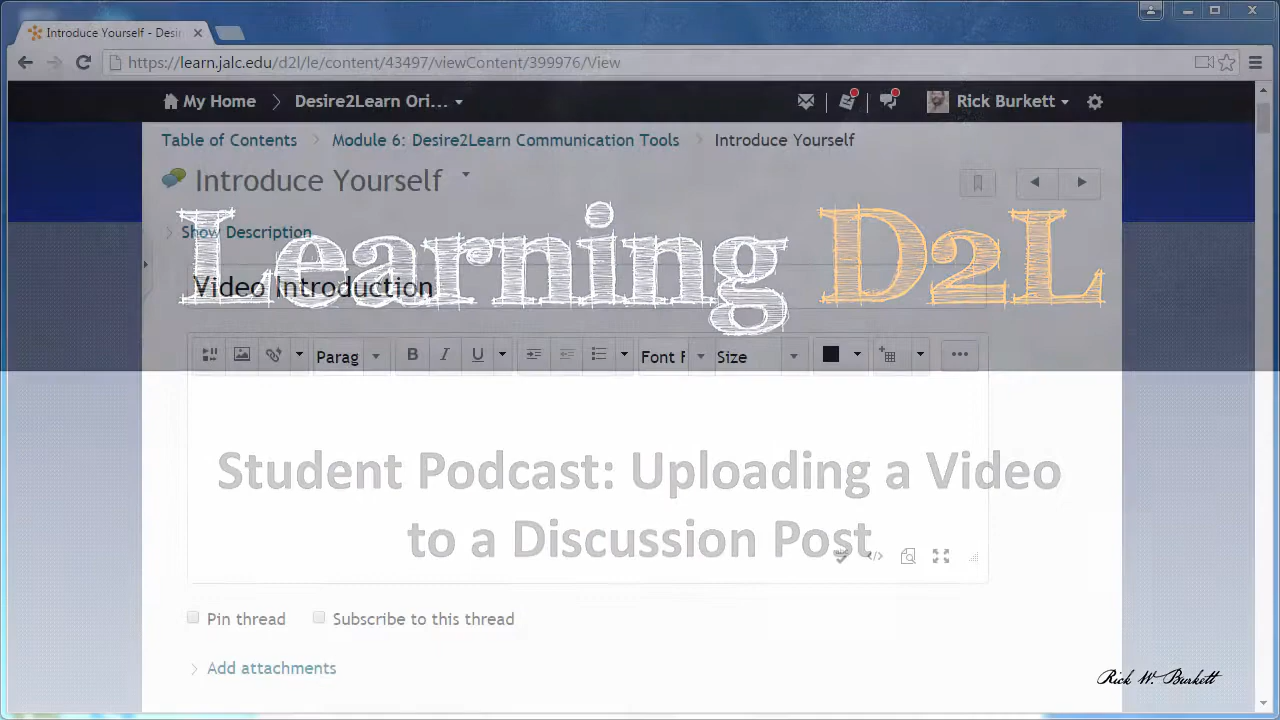 Introduce Yourself - Desir
https://learn.jalc.edu/d2l/le/content/43497/viewContent/399976/View
My Home
Desire2Learn Ori...
Rick Burkett
Table of Contents
Module 6: Desire2Learn Communication Tools
Introduce Yourself
Introduce Yourself
Show Description
Learning D2L
Video Introduction
Parag
B
I
U
Font F
Size
Student Podcast: Uploading a Video
to a Discussion Post
Pin thread
Subscribe to this thread
Add attachments
Rick W. Burkett